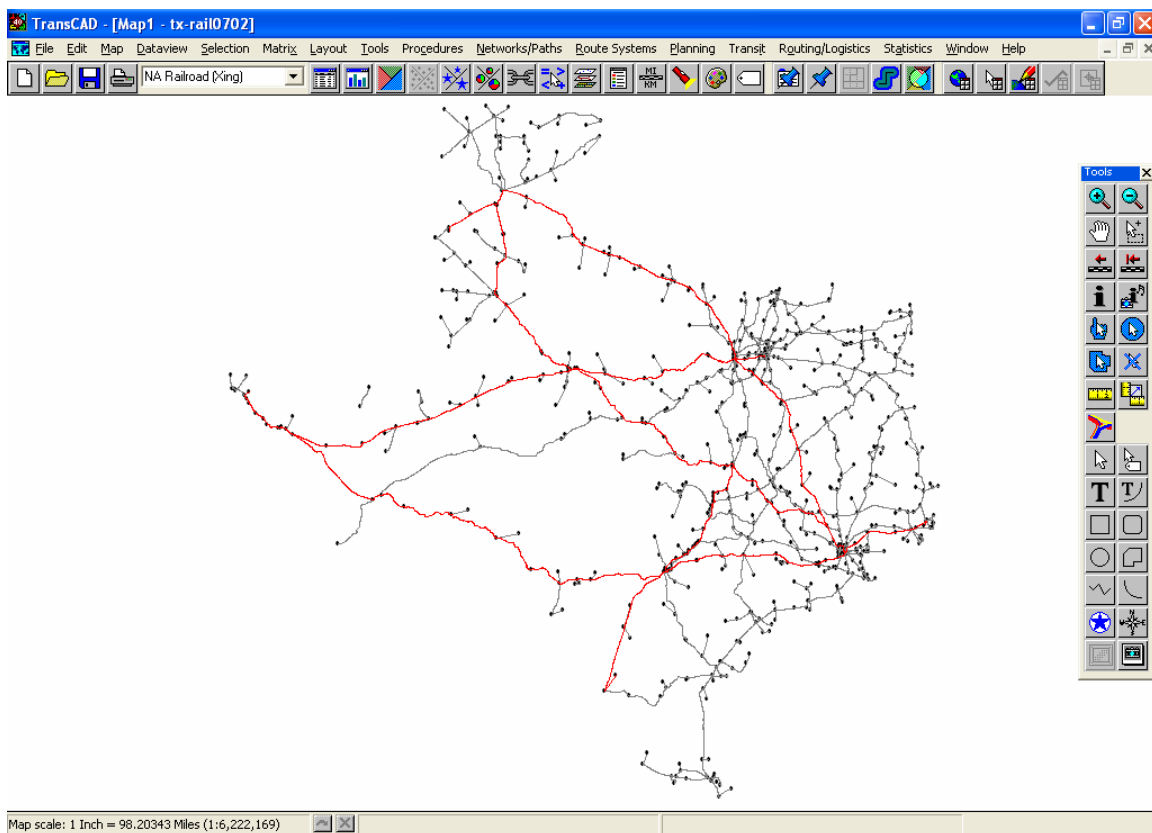 TransCAD - [Map1 - tx-rail0702]
File Edit Map Dataview Selection Matrix Layout Tools Procedures Networks/Paths Route Systems Planning Transit Routing/Logistics Statistics Window Help
NA Railroad (Xing)
MI
KM
Tools
T T
Map scale: 1 Inch = 98.20343 Miles (1:6,222,169)